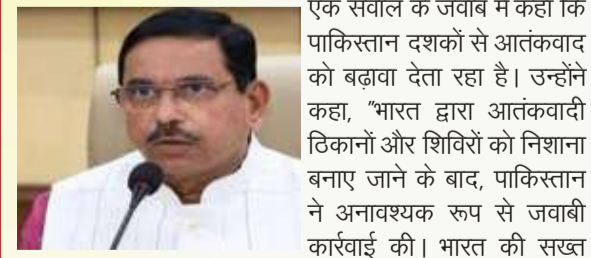 एक सवाल के जवाब में कहा कि
पाकिस्तान दशकों से आतंकवाद
को बढ़ावा देता रहा है। उन्होंने
कहा, "भारत द्वारा आतंकवादी
ठिकानों और शिविरों को निशाना
बनाए जाने के बाद, पाकिस्तान
ने अनावश्यक रूप से जवाबी
कार्रवाई की। भारत की सख्त